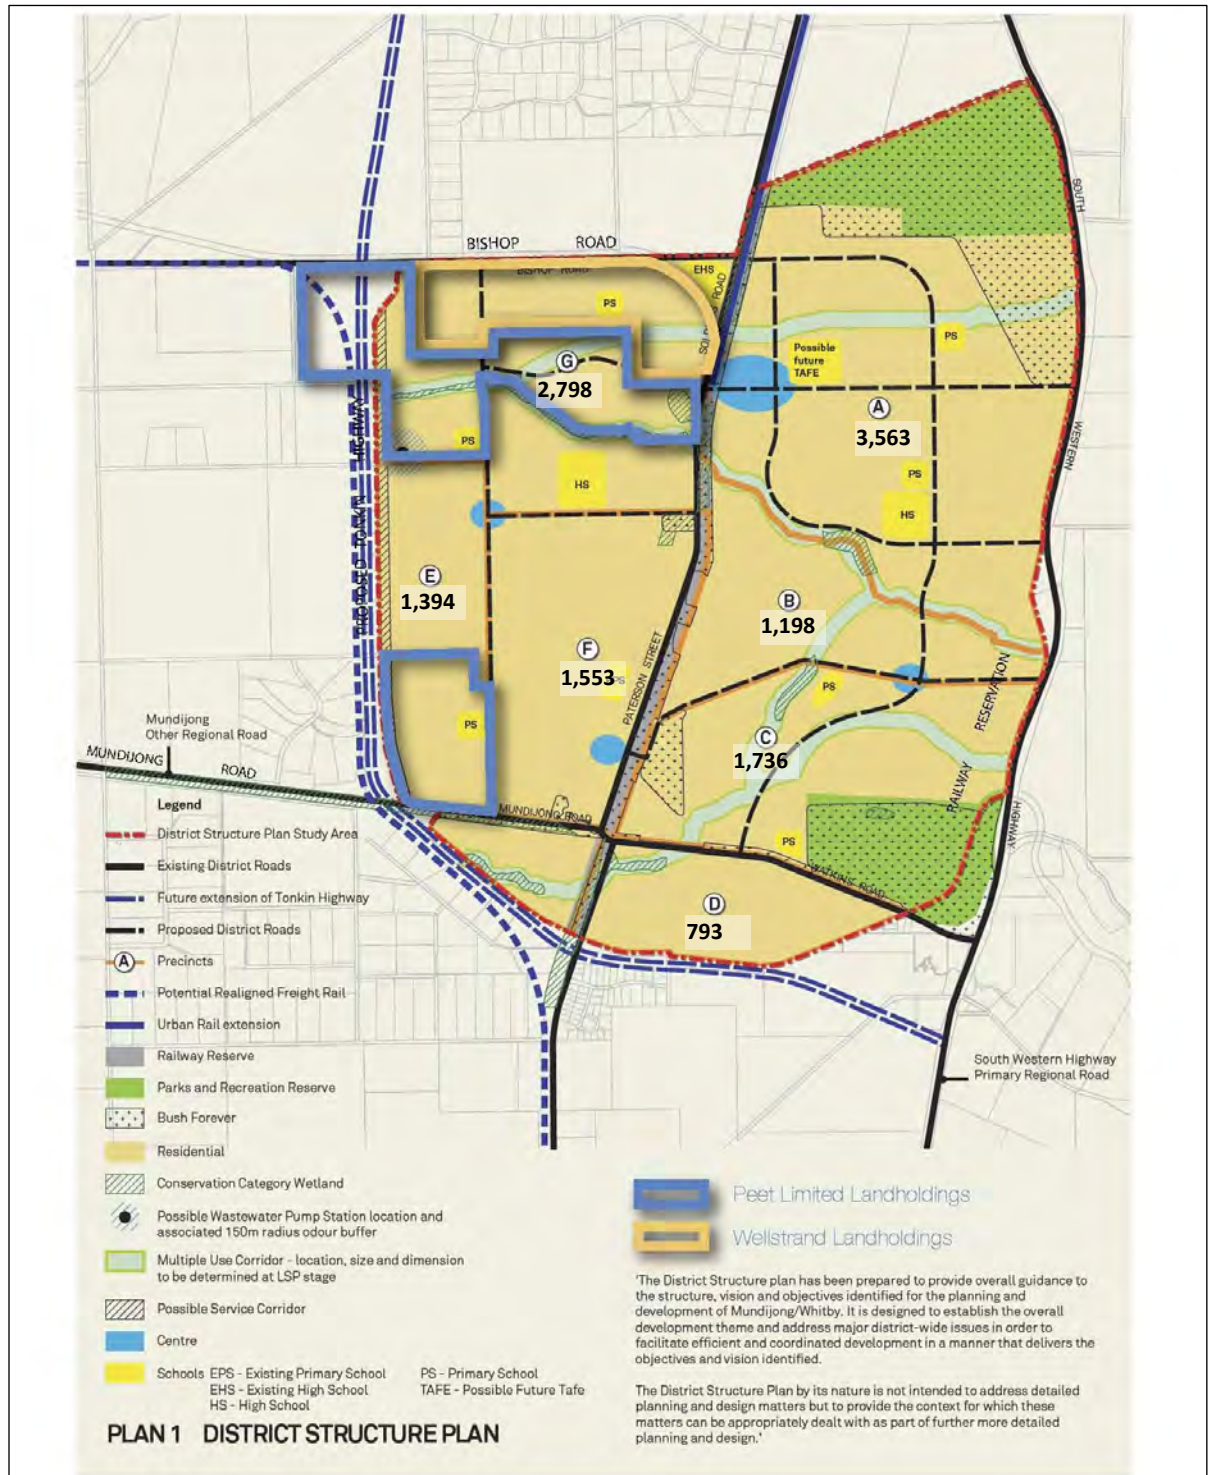 BISHOP ROAD
BISHOP ROAD
EHS
SOUTH
PS
PS
Possible
future
TAFE
G
2,798
A
3,563
PROPOSED TONKIN HIGHWAY
PS
HS
WESTERN
PS
HS
E
1,394
B
1,198
F
1,553
PATERSON STREET
PS
RESERVATION
PS
C
1,736
Mundijong
Other Regional Road
MUNDIJONG ROAD
MUNDIJONG ROAD
RAILWAY
HIGHWAY
PS
WATKINS ROAD
D
793
South Western Highway
Primary Regional Road
Legend
District Structure Plan Study Area
Existing District Roads
Future extension of Tonkin Highway
Proposed District Roads
A Precincts
Potential Realigned Freight Rail
Urban Rail extension
Railway Reserve
Parks and Recreation Reserve
Bush Forever
Residential
Conservation Category Wetland
Possible Wastewater Pump Station location and
associated 150m radius odour buffer
Multiple Use Corridor - location, size and dimension
to be determined at LSP stage
Possible Service Corridor
Centre
Schools EPS - Existing Primary School PS - Primary School
EHS - Existing High School TAFE - Possible Future Tafe
HS - High School
PLAN 1 DISTRICT STRUCTURE PLAN
Peet Limited Landholdings
Wellstrand Landholdings
'The District Structure plan has been prepared to provide overall guidance to
the structure, vision and objectives identified for the planning and
development of Mundijong/Whitby. It is designed to establish the overall
development theme and address major district-wide issues in order to
facilitate efficient and coordinated development in a manner that delivers the
objectives and vision identified.
The District Structure Plan by its nature is not intended to address detailed
planning and design matters but to provide the context for which these
matters can be appropriately dealt with as part of further more detailed
planning and design.'